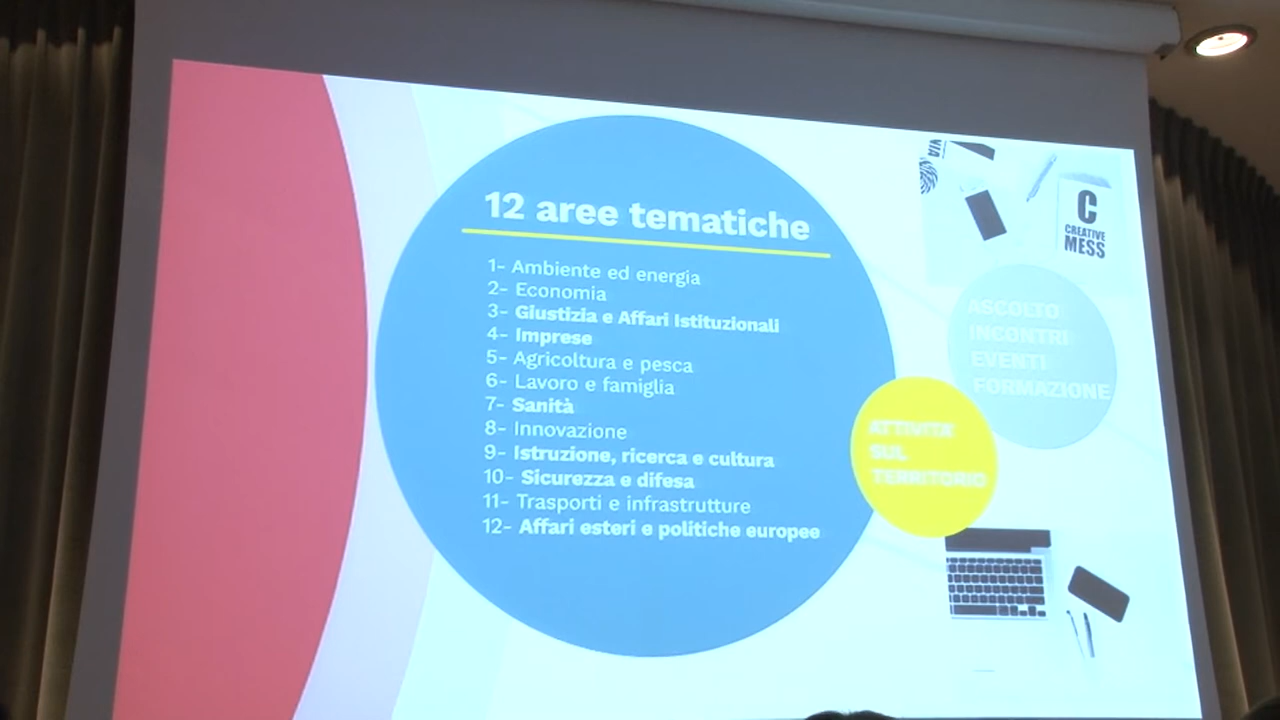 12 aree tematiche
1- Ambiente ed energia
2- Economia
3- Giustizia e Affari Istituzionali
4- Imprese
5- Agricoltura e pesca
6- Lavoro e famiglia
7- Sanità
8- Innovazione
9- Istruzione, ricerca e cultura
10- Sicurezza e difesa
11- Trasporti e infrastrutture
12- Affari esteri e politiche europee
VIA
C
CREATIVE
MESS
ASCOLTO
INCONTRI
EVENTI
FORMAZIONE
ATTIVITA'
SUL
TERRITORIO